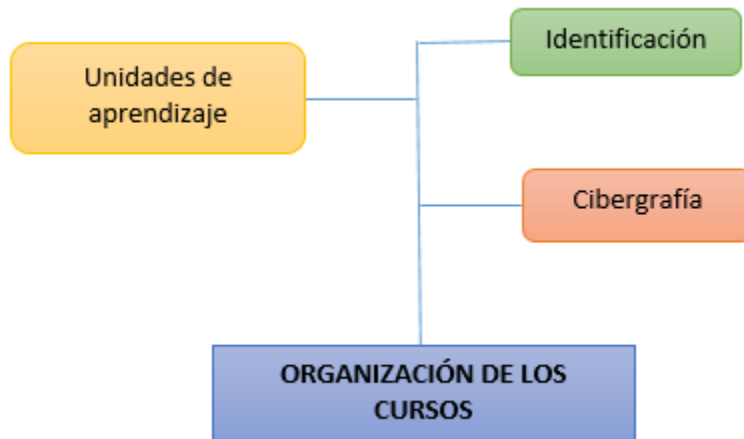 Identificación
Unidades de
aprendizaje
Cibergrafía
ORGANIZACIÓN DE LOS
CURSOS